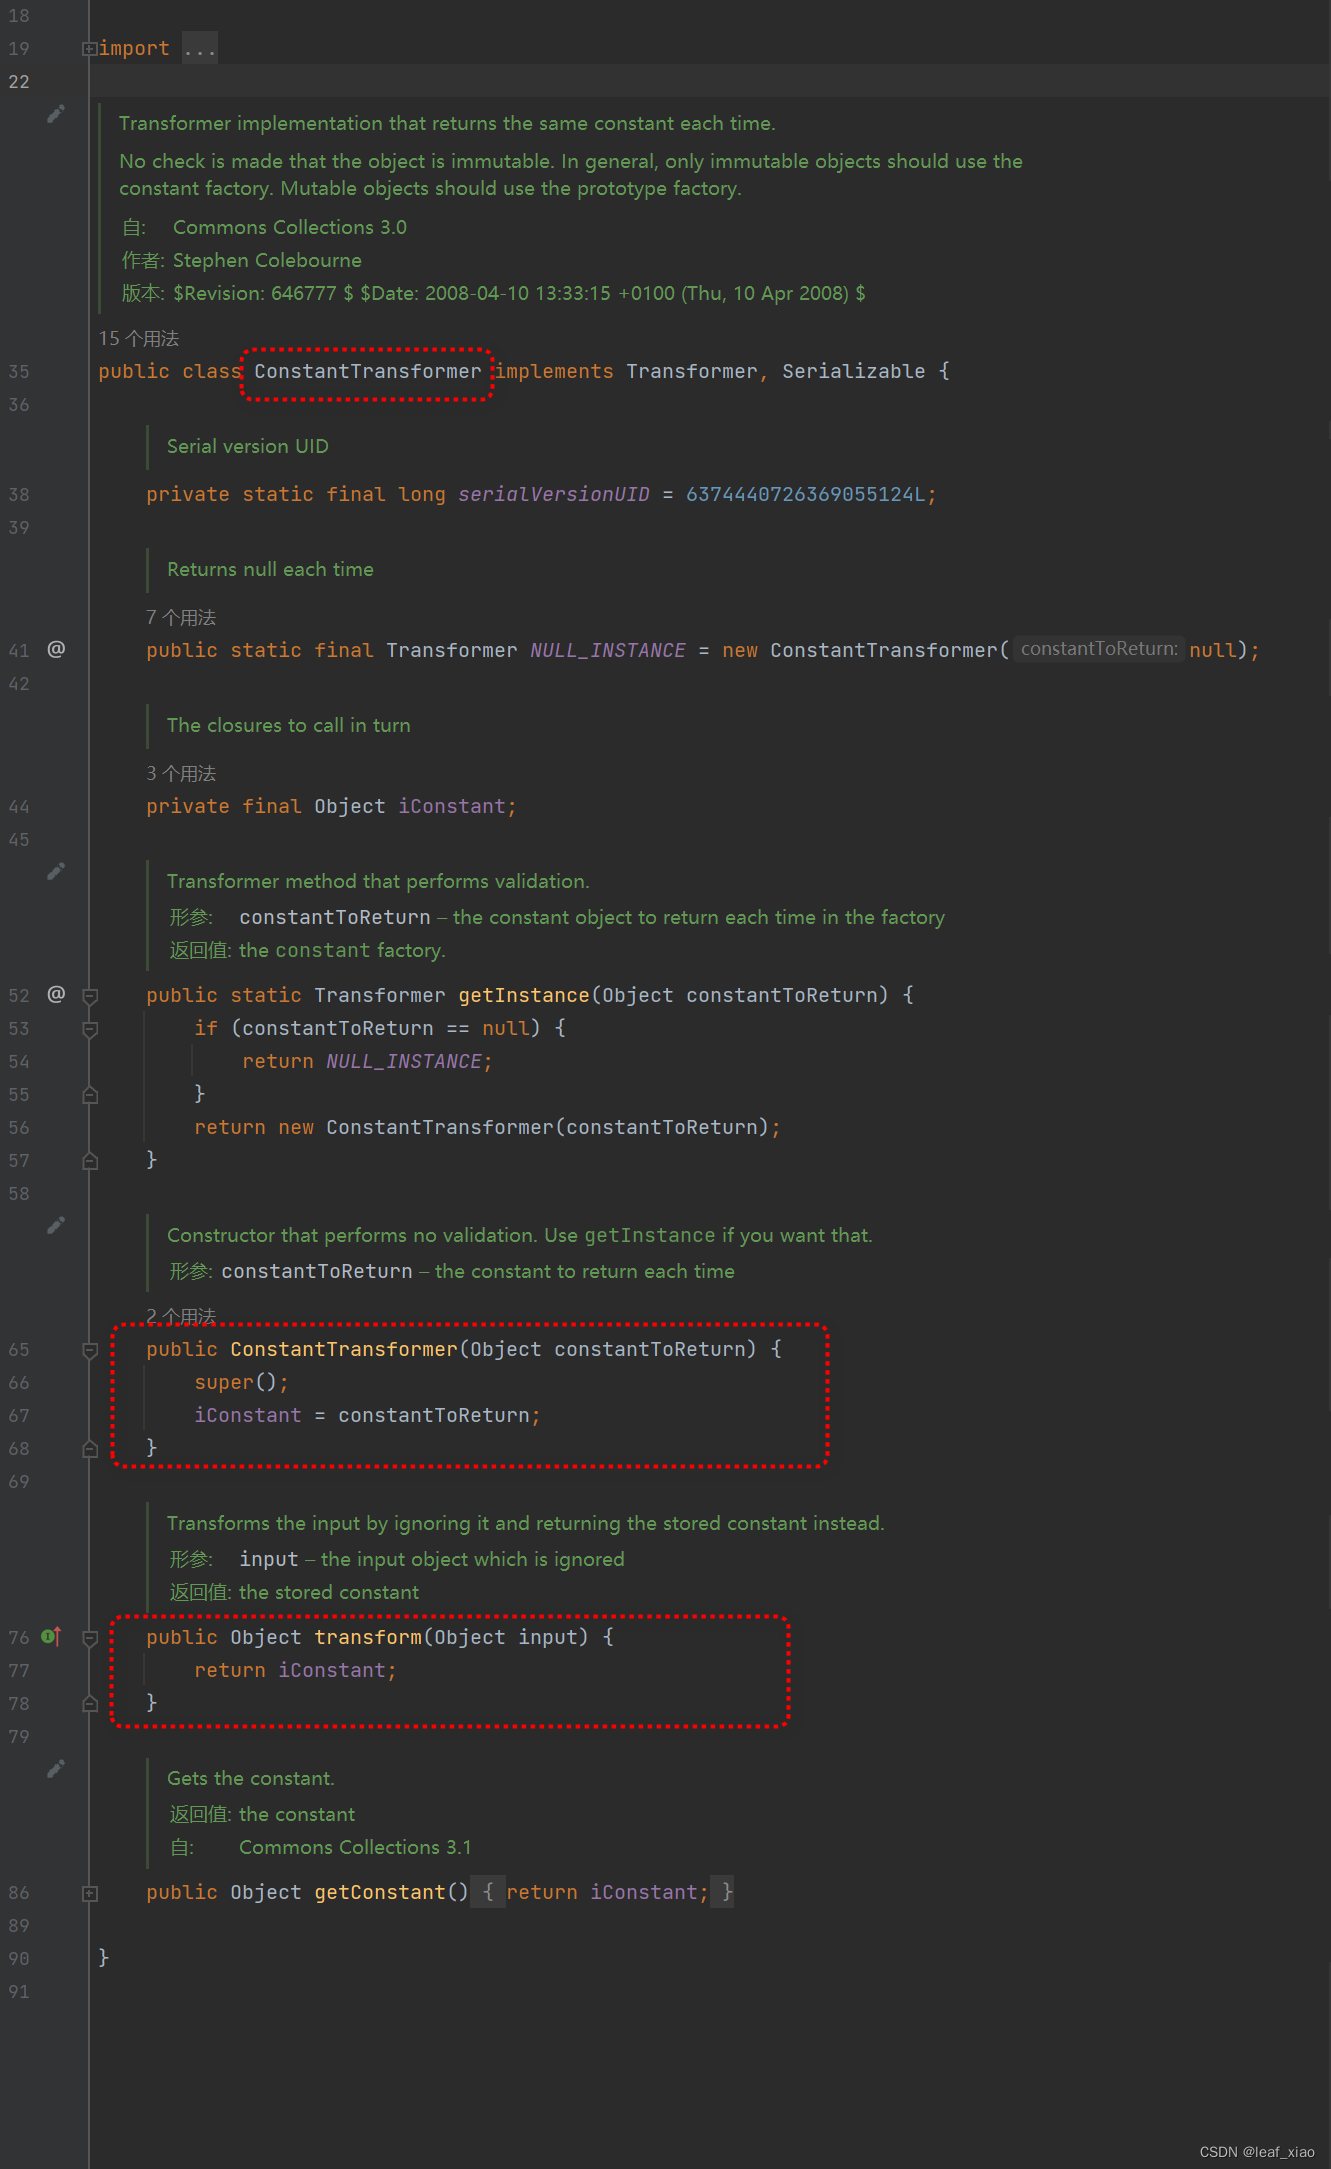 18
19 import ...
22
Transformer implementation that returns the same constant each time.
No check is made that the object is immutable. In general, only immutable objects should use the
constant factory. Mutable objects should use the prototype factory.
自: Commons Collections 3.0
作者: Stephen Colebourne
版本: $Revision: 646777 $ $Date: 2008-04-10 13:33:15 +0100 (Thu, 10 Apr 2008) $
15 个用法
35 public class ConstantTransformer implements Transformer, Serializable {
36
Serial version UID
38 private static final long serialVersionUID = 6374440726369055124L;
39
Returns null each time
7 个用法
41 @ public static final Transformer NULL_INSTANCE = new ConstantTransformer( constantToReturn: null);
42
The closures to call in turn
3 个用法
44 private final Object iConstant;
45
Transformer method that performs validation.
形参: constantToReturn – the constant object to return each time in the factory
返回值: the constant factory.
52 @ public static Transformer getInstance(Object constantToReturn) {
53 if (constantToReturn == null) {
54 return NULL_INSTANCE;
55 }
56 return new ConstantTransformer(constantToReturn);
57 }
58
Constructor that performs no validation. Use getInstance if you want that.
形参: constantToReturn – the constant to return each time
2 个用法
65 public ConstantTransformer(Object constantToReturn) {
66 super();
67 iConstant = constantToReturn;
68 }
69
Transforms the input by ignoring it and returning the stored constant instead.
形参: input – the input object which is ignored
返回值: the stored constant
76 public Object transform(Object input) {
77 return iConstant;
78 }
79
Gets the constant.
返回值: the constant
自: Commons Collections 3.1
86 public Object getConstant() { return iConstant; }
89
90 }
91
CSDN @leaf_xiao